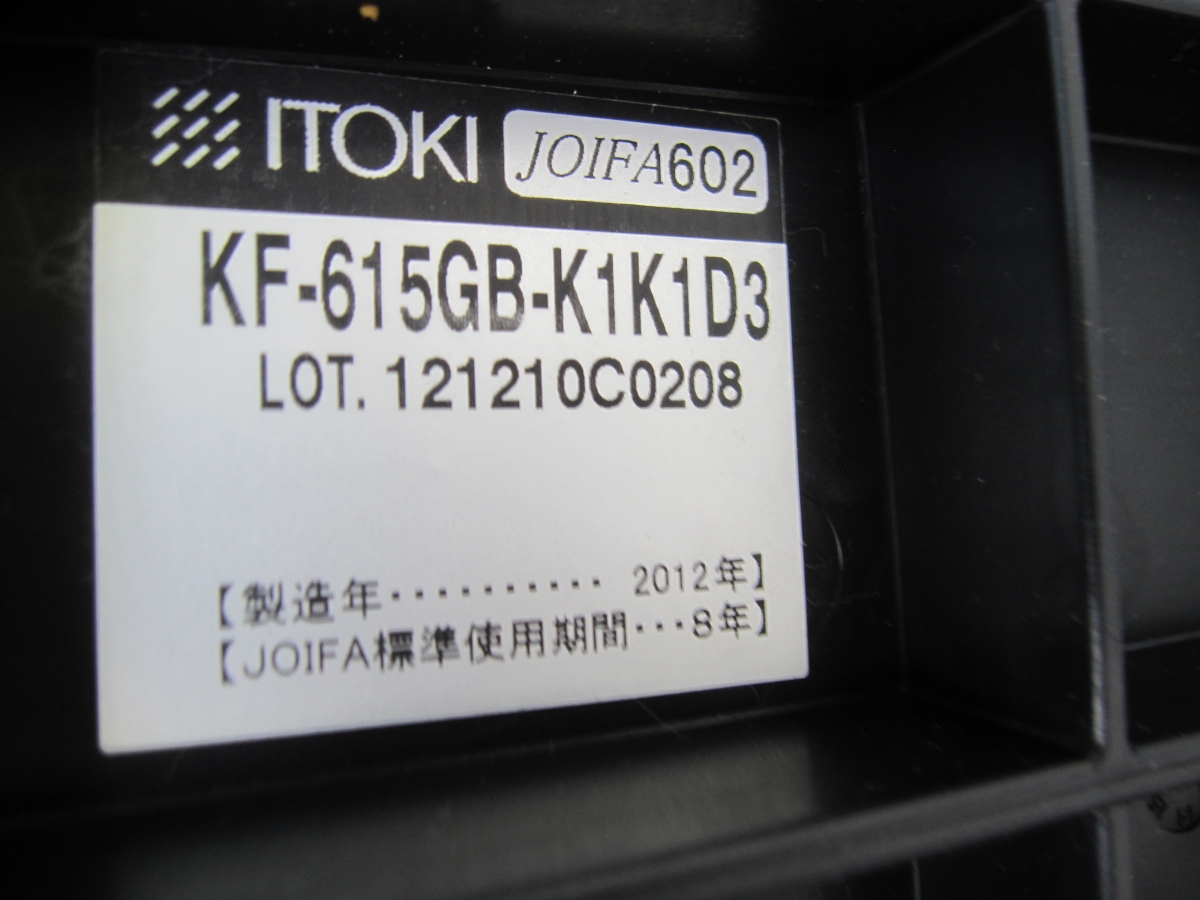 ITOKI JOIFA602
KF-615GB-K1K1D3
LOT. 121210C0208
【製造年・・・・・・・・・・ 2012年】
【JOIFA標準使用期間・・・8年】